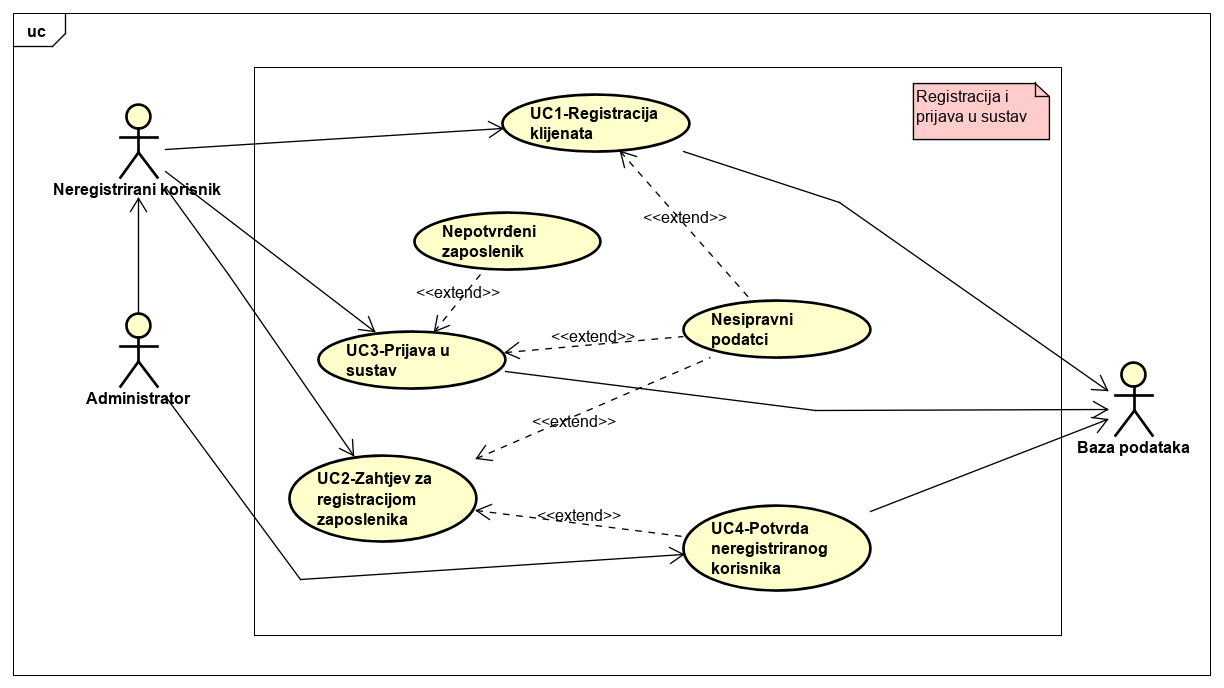 uc
Registracija i
prijava u sustav
UC1-Registracija
klijenata
Neregistrirani korisnik
<<extend>>
Nepotvrđeni
zaposlenik
<<extend>>
Nesipravni
podatci
<<extend>>
UC3-Prijava u
sustav
Administrator
<<extend>>
Baza podataka
UC2-Zahtjev za
registracijom
zaposlenika
<<extend>>
UC4-Potvrda
neregistriranog
korisnika